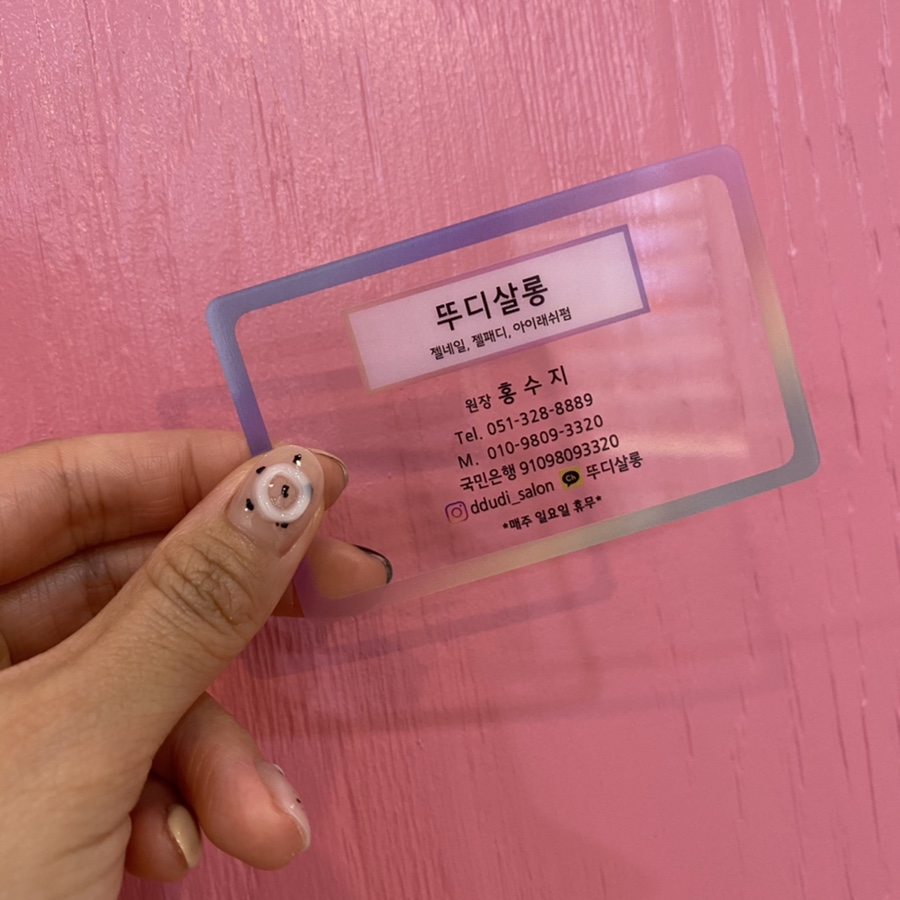 뚜디살롱
젤네일, 젤패디, 아이래쉬펌
원장 홍 수 지
Tel. 051-328-8889
M. 010-9809-3320
국민은행 91098093320
ddudi_salon Ch 뚜디살롱
*매주 일요일 휴무*